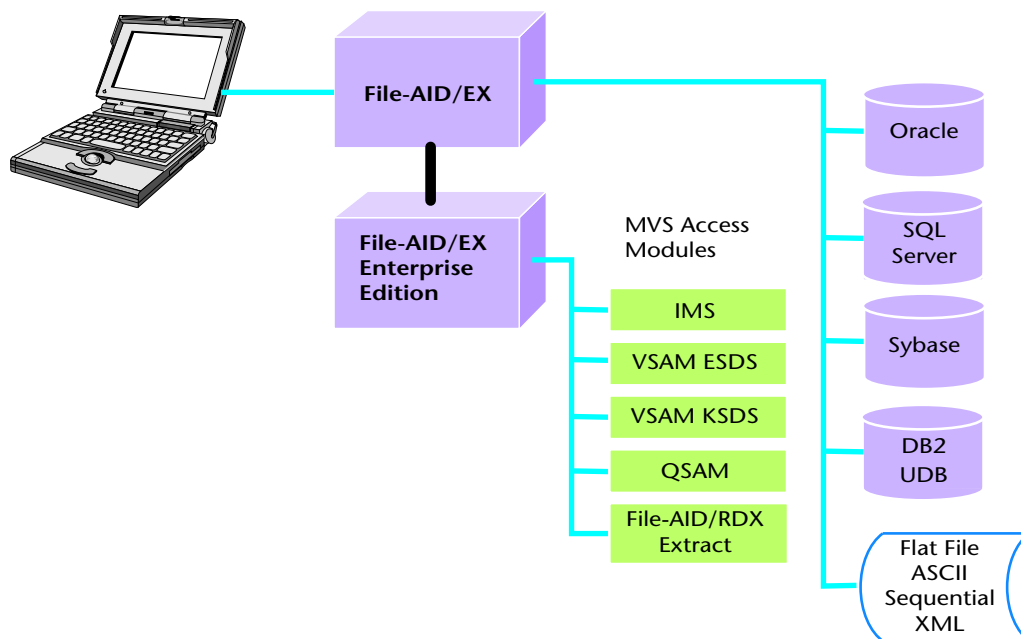 File-AID/EX
File-AID/EX
Enterprise
Edition
MVS Access
Modules
IMS
VSAM ESDS
VSAM KSDS
QSAM
File-AID/RDX
Extract
Oracle
SQL
Server
Sybase
DB2
UDB
Flat File
ASCII
Sequential
XML